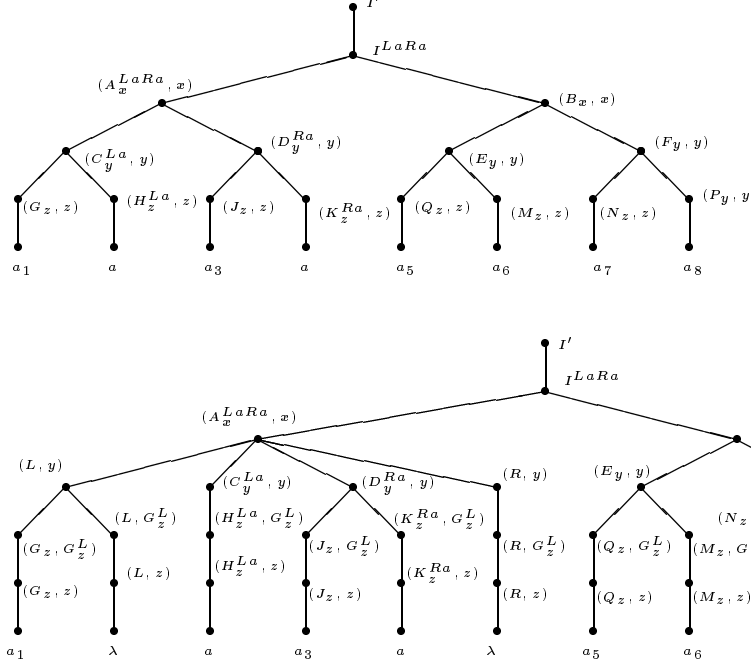 I'
I^{LaRa}
(A_x^{LaRa}, x) (B_x, x)
(C_y^{La}, y) (D_y^{Ra}, y) (E_y, y) (F_y, y)
(G_z, z) (H_z^{La}, z) (J_z, z) (K_z^{Ra}, z) (Q_z, z) (M_z, z) (N_z, z) (P_y, y
a_1 a a_3 a a_5 a_6 a_7 a_8
I'
I^{LaRa}
(A_x^{LaRa}, x)
(L, y) (C_y^{La}, y) (D_y^{Ra}, y) (R, y) (E_y, y)
(G_z, G_z^L) (L, G_z^L) (H_z^{La}, G_z^L) (J_z, G_z^L) (K_z^{Ra}, G_z^L) (R, G_z^L) (Q_z, G_z^L) (M_z, G (N_z
(G_z, z) (L, z) (H_z^{La}, z) (J_z, z) (K_z^{Ra}, z) (R, z) (Q_z, z) (M_z, z)
a_1 λ a a_3 a λ a_5 a_6